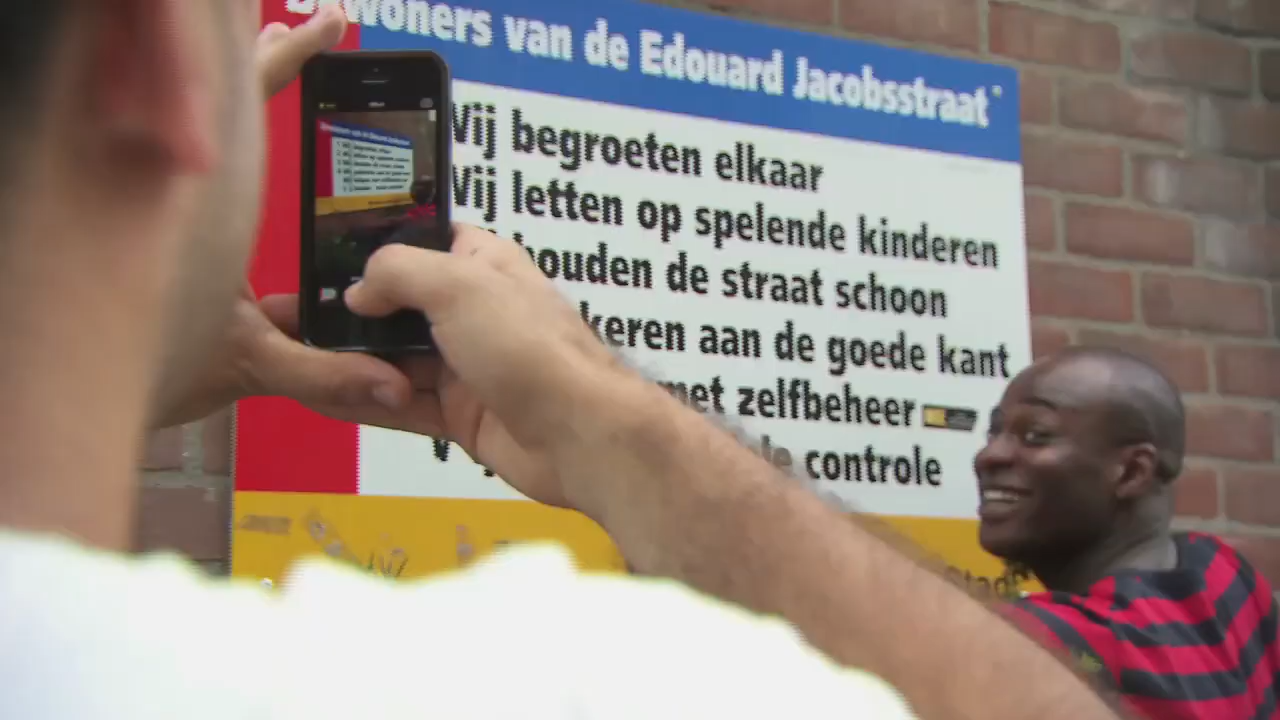 Bewoners van de Edouard Jacobsstraat
Wij begroeten elkaar
Wij letten op spelende kinderen
houden de straat schoon
keren aan de goede kant
met zelfbeheer
controle